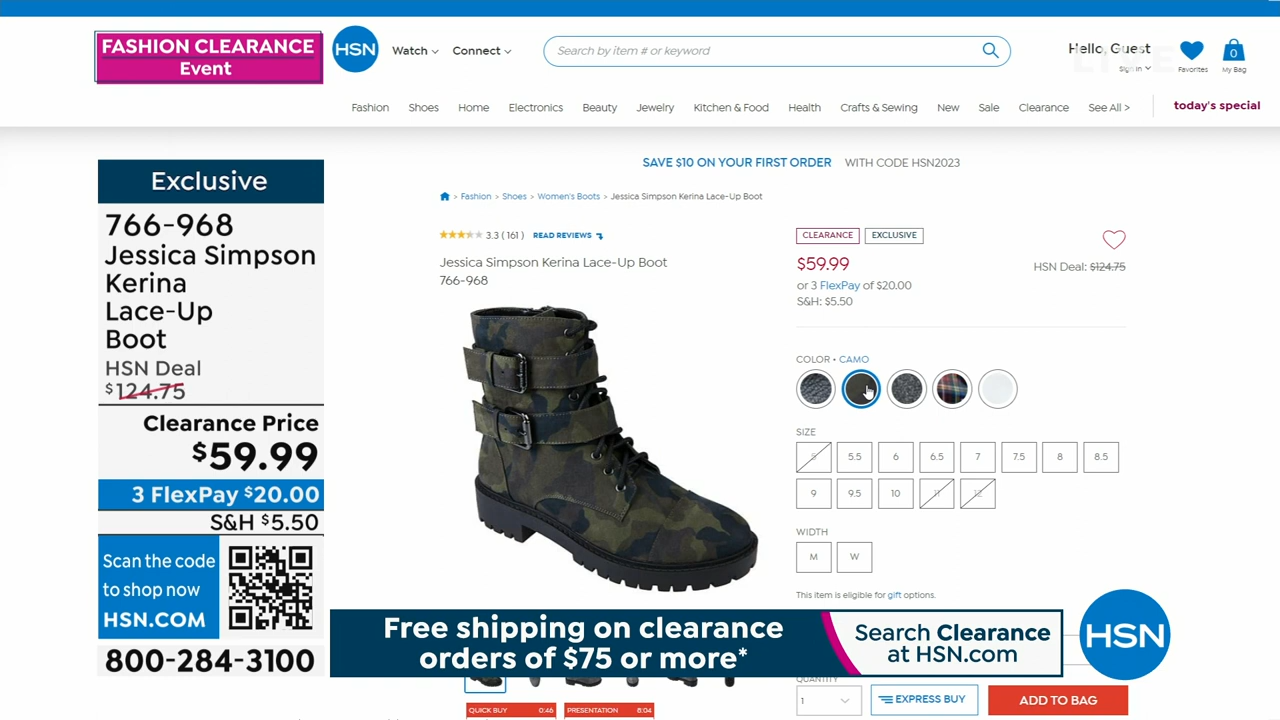 FASHION CLEARANCE
Event
HSN
Watch
Connect
Search by item # or keyword
Hello, Guest
Sign in
Favorites
0
My Bag
LIVE
Fashion
Shoes
Home
Electronics
Beauty
Jewelry
Kitchen & Food
Health
Crafts & Sewing
New
Sale
Clearance
See All >
today's special
SAVE $10 ON YOUR FIRST ORDER WITH CODE HSN2023
> Fashion > Shoes > Women's Boots > Jessica Simpson Kerina Lace-Up Boot
3.3 ( 161 ) READ REVIEWS
Jessica Simpson Kerina Lace-Up Boot
766-968
CLEARANCE
EXCLUSIVE
$59.99
HSN Deal: $124.75
or 3 FlexPay of $20.00
S&H: $5.50
COLOR • CAMO
SIZE
5
5.5
6
6.5
7
7.5
8
8.5
9
9.5
10
11
12
WIDTH
M
W
This item is eligible for gift options.
QUANTITY
1
EXPRESS BUY
ADD TO BAG
QUICK BUY 0:46
PRESENTATION 6:04
Exclusive
766-968
Jessica Simpson
Kerina
Lace-Up
Boot
HSN Deal
$124.75
Clearance Price
$59.99
3 FlexPay $20.00
S&H $5.50
Scan the code
to shop now
HSN.COM
800-284-3100
Free shipping on clearance
orders of $75 or more*
Search Clearance
at HSN.com
HSN